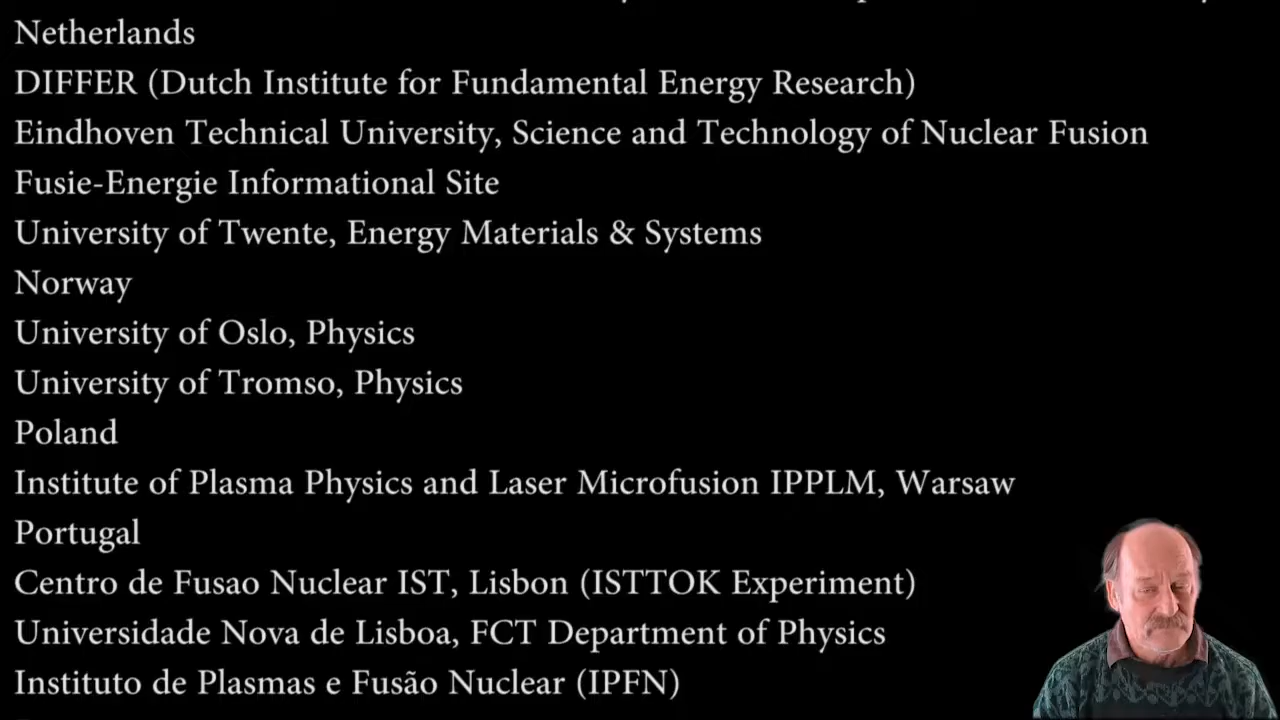 Netherlands
DIFFER (Dutch Institute for Fundamental Energy Research)
Eindhoven Technical University, Science and Technology of Nuclear Fusion
Fusie-Energie Informational Site
University of Twente, Energy Materials & Systems
Norway
University of Oslo, Physics
University of Tromso, Physics
Poland
Institute of Plasma Physics and Laser Microfusion IPPLM, Warsaw
Portugal
Centro de Fusao Nuclear IST, Lisbon (ISTTOK Experiment)
Universidade Nova de Lisboa, FCT Department of Physics
Instituto de Plasmas e Fusão Nuclear (IPFN)